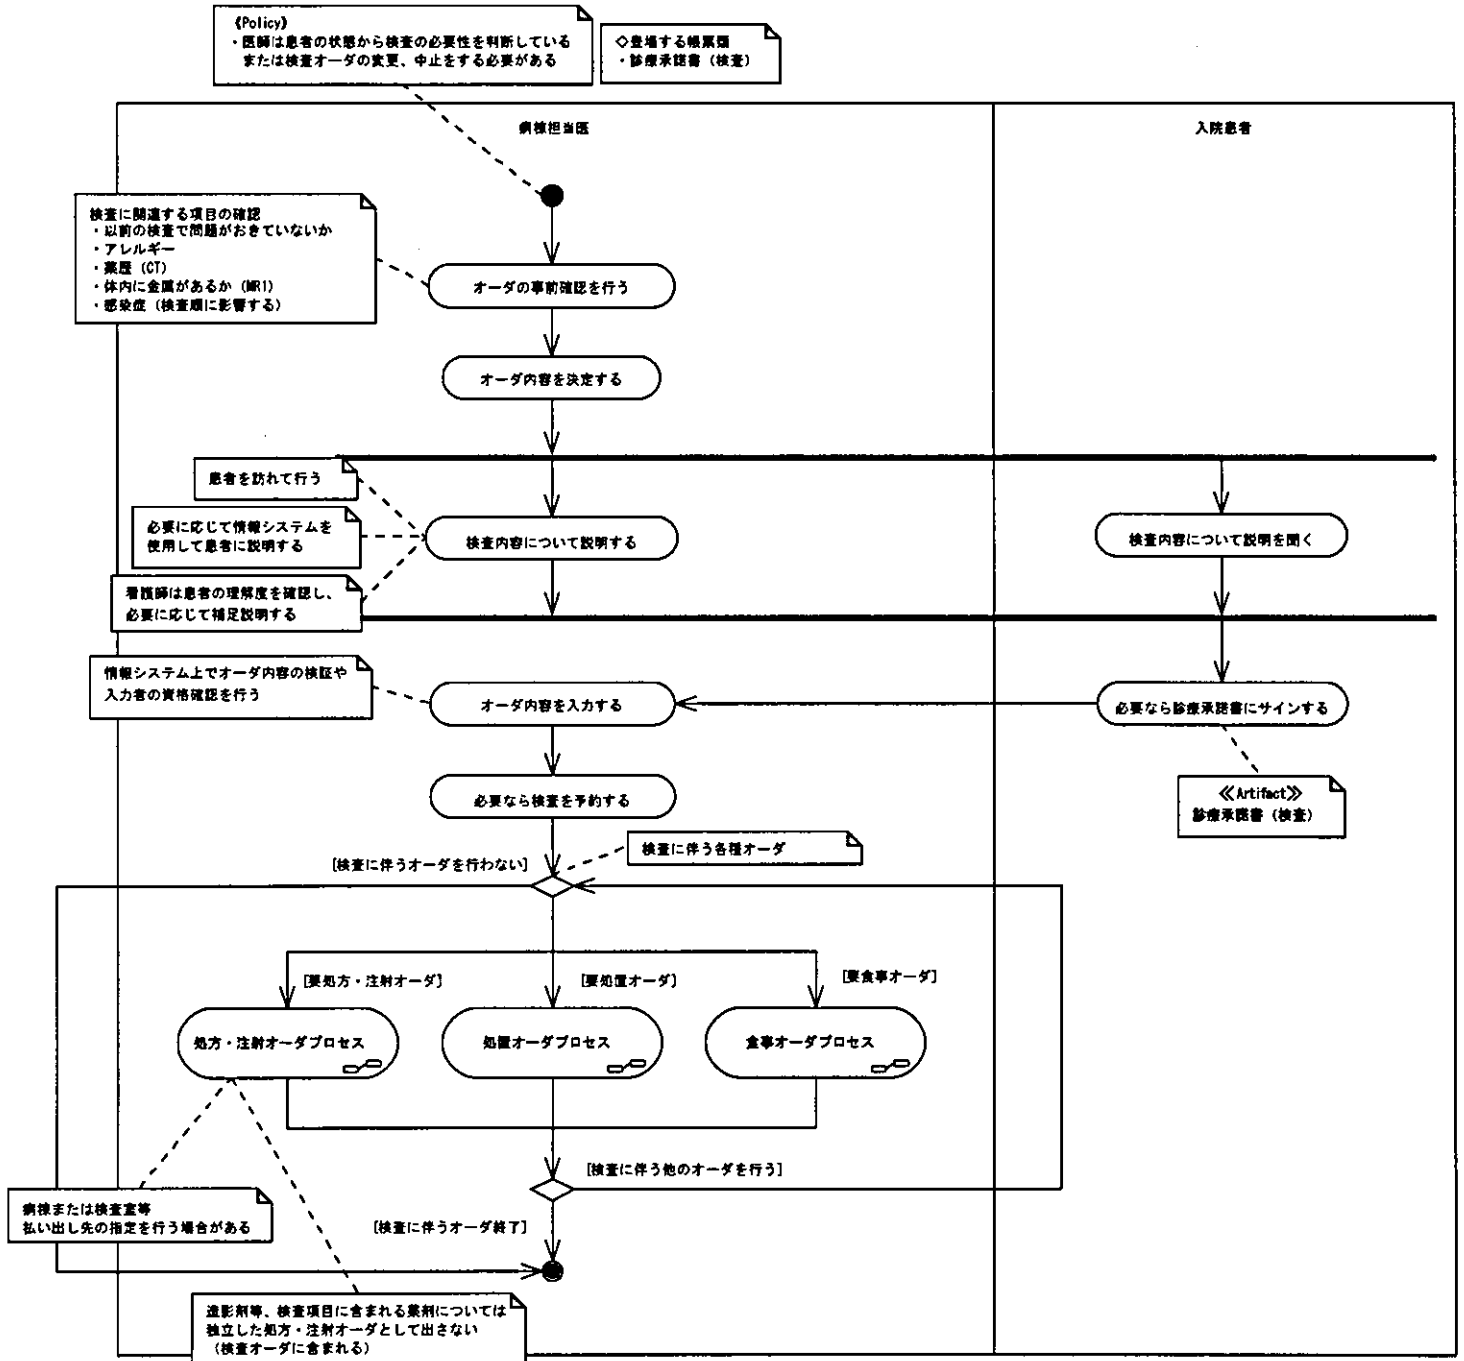 《Policy》
・医師は患者の状態から検査の必要性を判断している
または検査オーダの変更、中止をする必要がある
◇登場する帳票類
・診療承諾書（検査）
病棟担当医
入院患者
検査に関連する項目の確認
・以前の検査で問題がおきていないか
・アレルギー
・薬歴（CT）
・体内に金属があるか（MRI）
・感染症（検査順に影響する）
オーダの事前確認を行う
オーダ内容を決定する
患者を訪れて行う
必要に応じて情報システムを
使用して患者に説明する
検査内容について説明する
検査内容について説明を聞く
看護師は患者の理解度を確認し、
必要に応じて補足説明する
情報システム上でオーダ内容の検証や
入力者の資格確認を行う
オーダ内容を入力する
必要なら診療承諾書にサインする
必要なら検査を予約する
≪Artifact≫
診療承諾書（検査）
検査に伴う各種オーダ
[検査に伴うオーダを行わない]
[要処方・注射オーダ]
[要処置オーダ]
[要食事オーダ]
処方・注射オーダプロセス
処置オーダプロセス
食事オーダプロセス
[検査に伴う他のオーダを行う]
病棟または検査室等
払い出し先の指定を行う場合がある
[検査に伴うオーダ終了]
造影剤等、検査項目に含まれる薬剤については
独立した処方・注射オーダとして出さない
（検査オーダに含まれる）